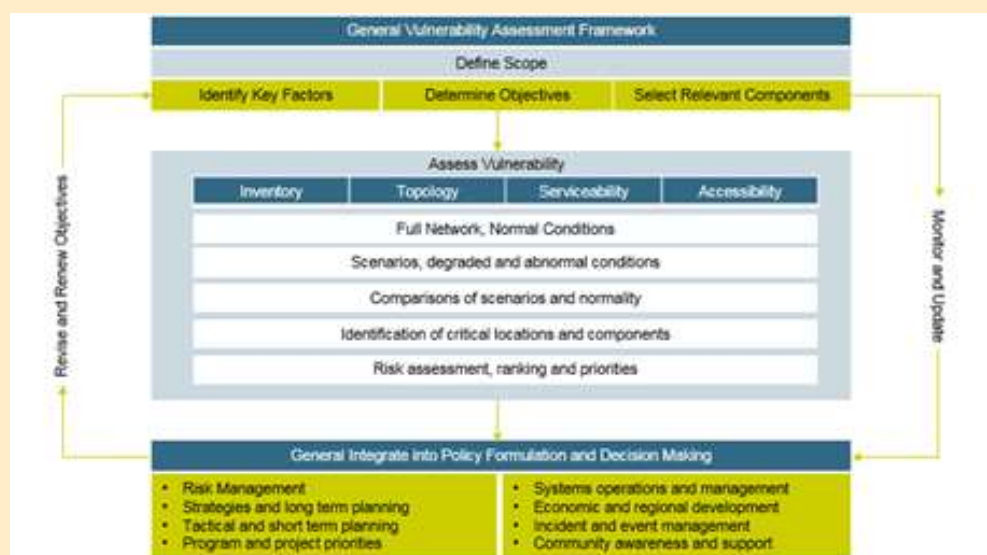 General Vulnerability Assessment Framework
Define Scope
Identify Key Factors
Determine Objectives
Select Relevant Components
Assess Vulnerability
Inventory
Topology
Serviceability
Accessibility
Full Network, Normal Conditions
Scenarios, degraded and abnormal conditions
Comparisons of scenarios and normality
Identification of critical locations and components
Risk assessment, ranking and priorities
Revise and Renew Objectives
Monitor and Update
General Integrate into Policy Formulation and Decision Making
• Risk Management
• Strategies and long term planning
• Tactical and short term planning
• Program and project priorities
• Systems operations and management
• Economic and regional development
• Incident and event management
• Community awareness and support